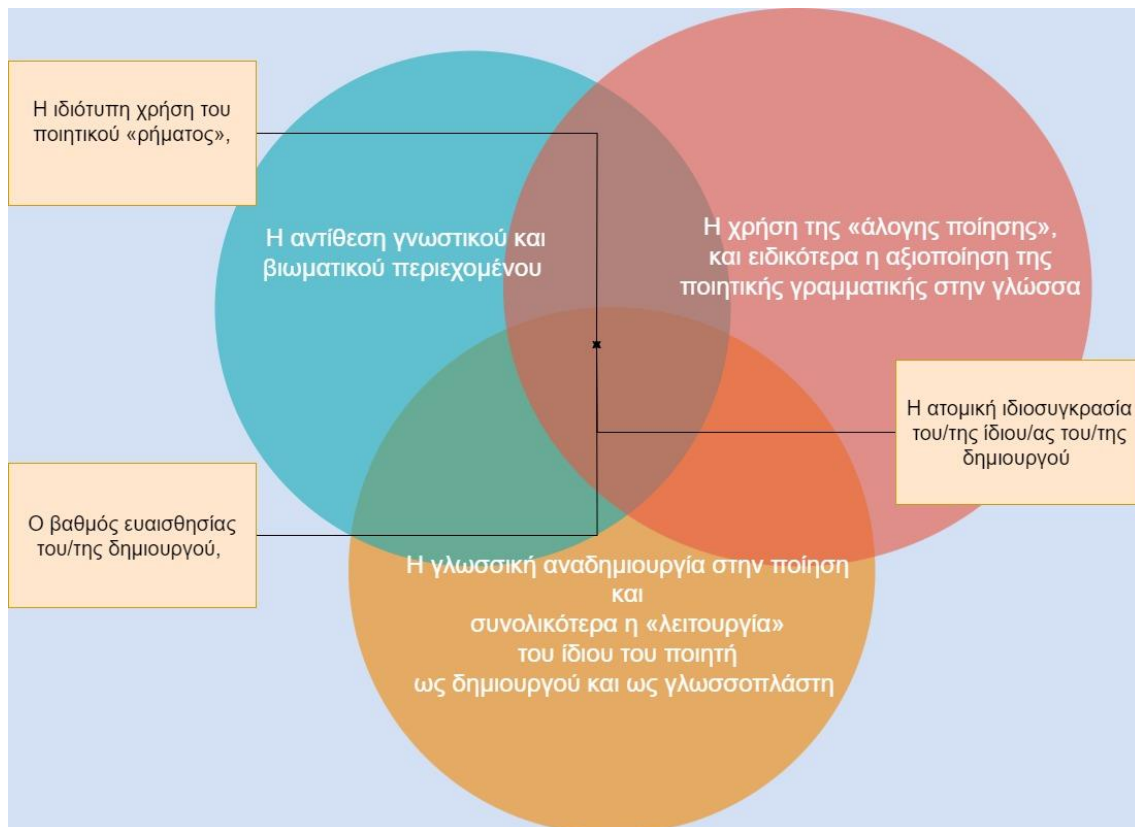 Η ιδιότυπη χρήση του
ποιητικού «ρήματος»,
Η αντίθεση γνωστικού και
βιωματικού περιεχομένου
Η χρήση της «άλογης ποίησης»,
και ειδικότερα η αξιοποίηση της
ποιητικής γραμματικής στην γλώσσα
Η ατομική ιδιοσυγκρασία
του/της ίδιου/ας του/της
δημιουργού
Ο βαθμός ευαισθησίας
του/της δημιουργού,
Η γλωσσική αναδημιουργία στην ποίηση
και
συνολικότερα η «λειτουργία»
του ίδιου του ποιητή
ως δημιουργού και ως γλωσσοπλάστη